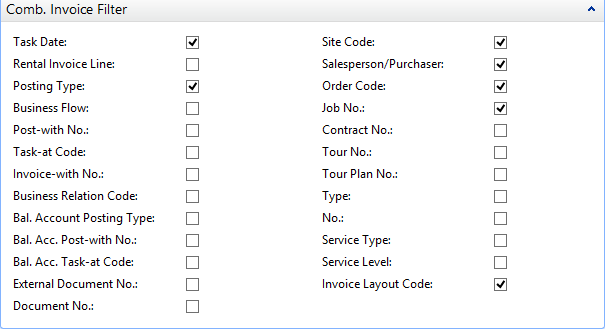 Comb. Invoice Filter
Task Date:
Rental Invoice Line:
Posting Type:
Business Flow:
Post-with No.:
Task-at Code:
Invoice-with No.:
Business Relation Code:
Bal. Account Posting Type:
Bal. Acc. Post-with No.:
Bal. Acc. Task-at Code:
External Document No.:
Document No.:
Site Code:
Salesperson/Purchaser:
Order Code:
Job No.:
Contract No.:
Tour No.:
Tour Plan No.:
Type:
No.:
Service Type:
Service Level:
Invoice Layout Code: